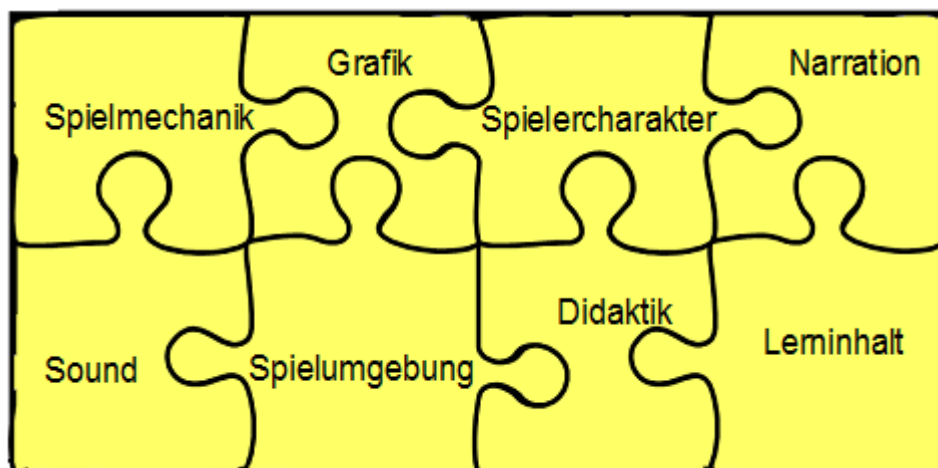 Grafik
Narration
Spielmechanik
Spielercharakter
Didaktik
Lerninhalt
Sound
Spielumgebung